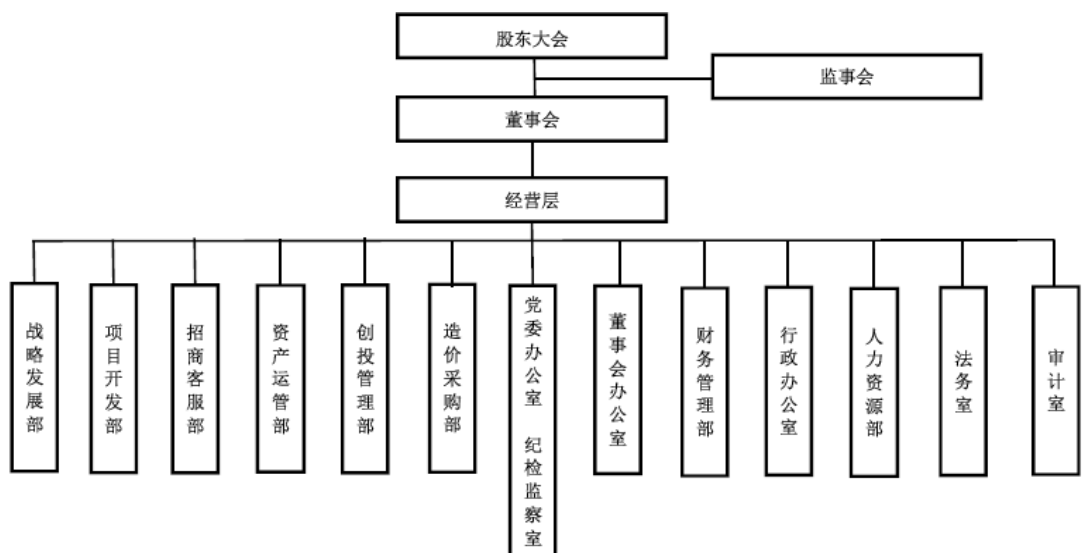 股东大会
监事会
董事会
经营层
战略发展部
项目开发部
招商客服部
资产运管部
创投管理部
造价采购部
党委办公室 纪检监察室
董事会办公室
财务管理部
行政办公室
人力资源部
法务室
审计室